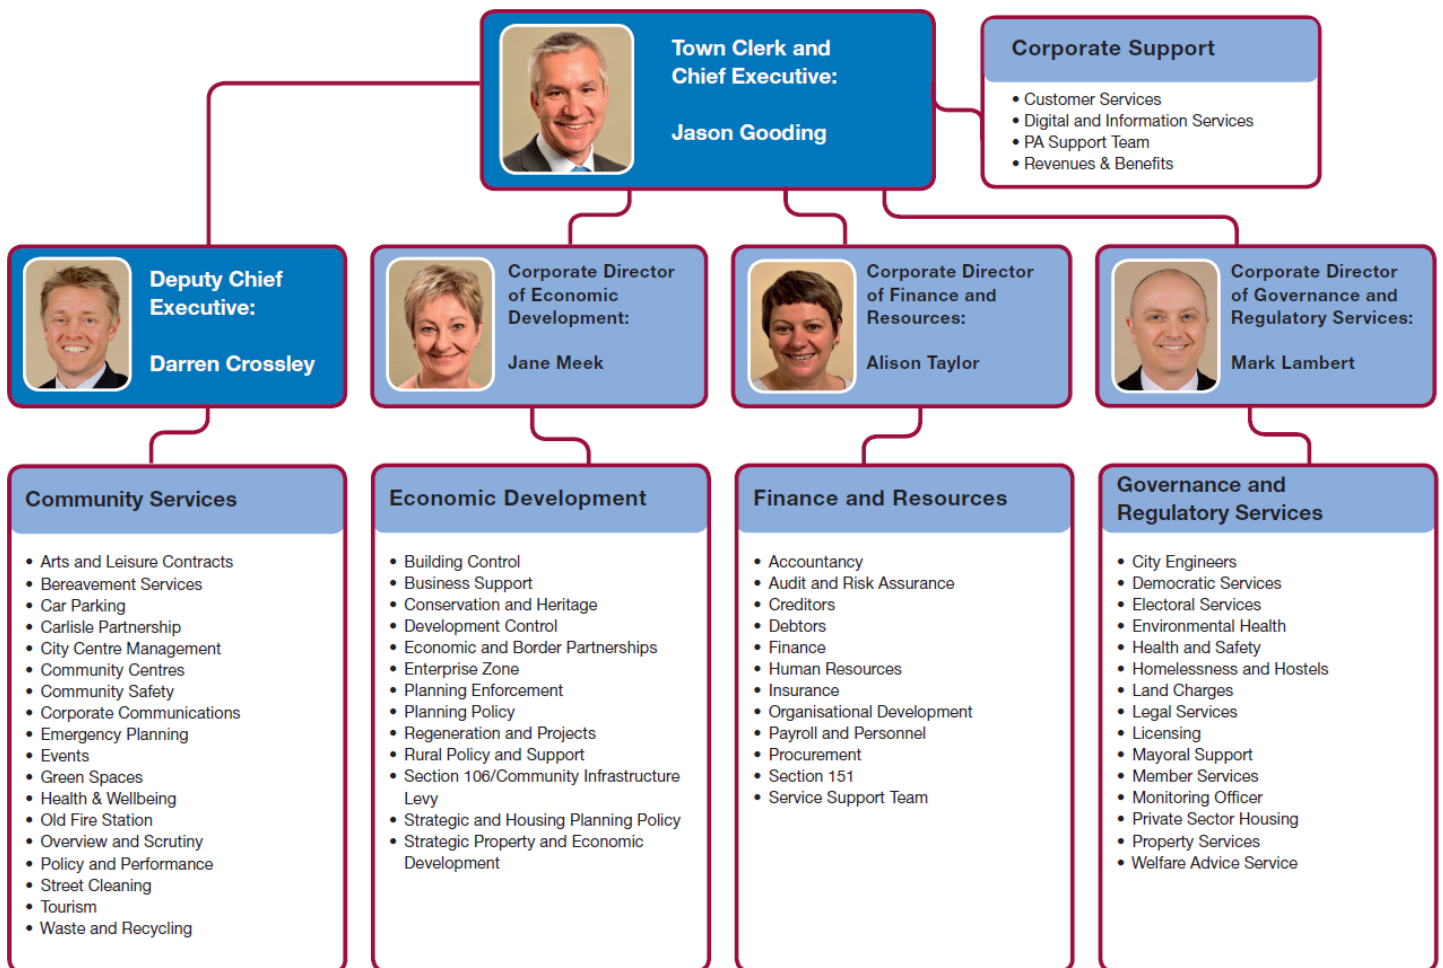 Town Clerk and
Chief Executive:
Jason Gooding
Corporate Support
• Customer Services
• Digital and Information Services
• PA Support Team
• Revenues & Benefits
Deputy Chief
Executive:
Darren Crossley
Corporate Director
of Economic
Development:
Jane Meek
Corporate Director
of Finance and
Resources:
Alison Taylor
Corporate Director
of Governance and
Regulatory Services:
Mark Lambert
Community Services
• Arts and Leisure Contracts
• Bereavement Services
• Car Parking
• Carlisle Partnership
• City Centre Management
• Community Centres
• Community Safety
• Corporate Communications
• Emergency Planning
• Events
• Green Spaces
• Health & Wellbeing
• Old Fire Station
• Overview and Scrutiny
• Policy and Performance
• Street Cleaning
• Tourism
• Waste and Recycling
Economic Development
• Building Control
• Business Support
• Conservation and Heritage
• Development Control
• Economic and Border Partnerships
• Enterprise Zone
• Planning Enforcement
• Planning Policy
• Regeneration and Projects
• Rural Policy and Support
• Section 106/Community Infrastructure
Levy
• Strategic and Housing Planning Policy
• Strategic Property and Economic
Development
Finance and Resources
• Accountancy
• Audit and Risk Assurance
• Creditors
• Debtors
• Finance
• Human Resources
• Insurance
• Organisational Development
• Payroll and Personnel
• Procurement
• Section 151
• Service Support Team
Governance and
Regulatory Services
• City Engineers
• Democratic Services
• Electoral Services
• Environmental Health
• Health and Safety
• Homelessness and Hostels
• Land Charges
• Legal Services
• Licensing
• Mayoral Support
• Member Services
• Monitoring Officer
• Private Sector Housing
• Property Services
• Welfare Advice Service